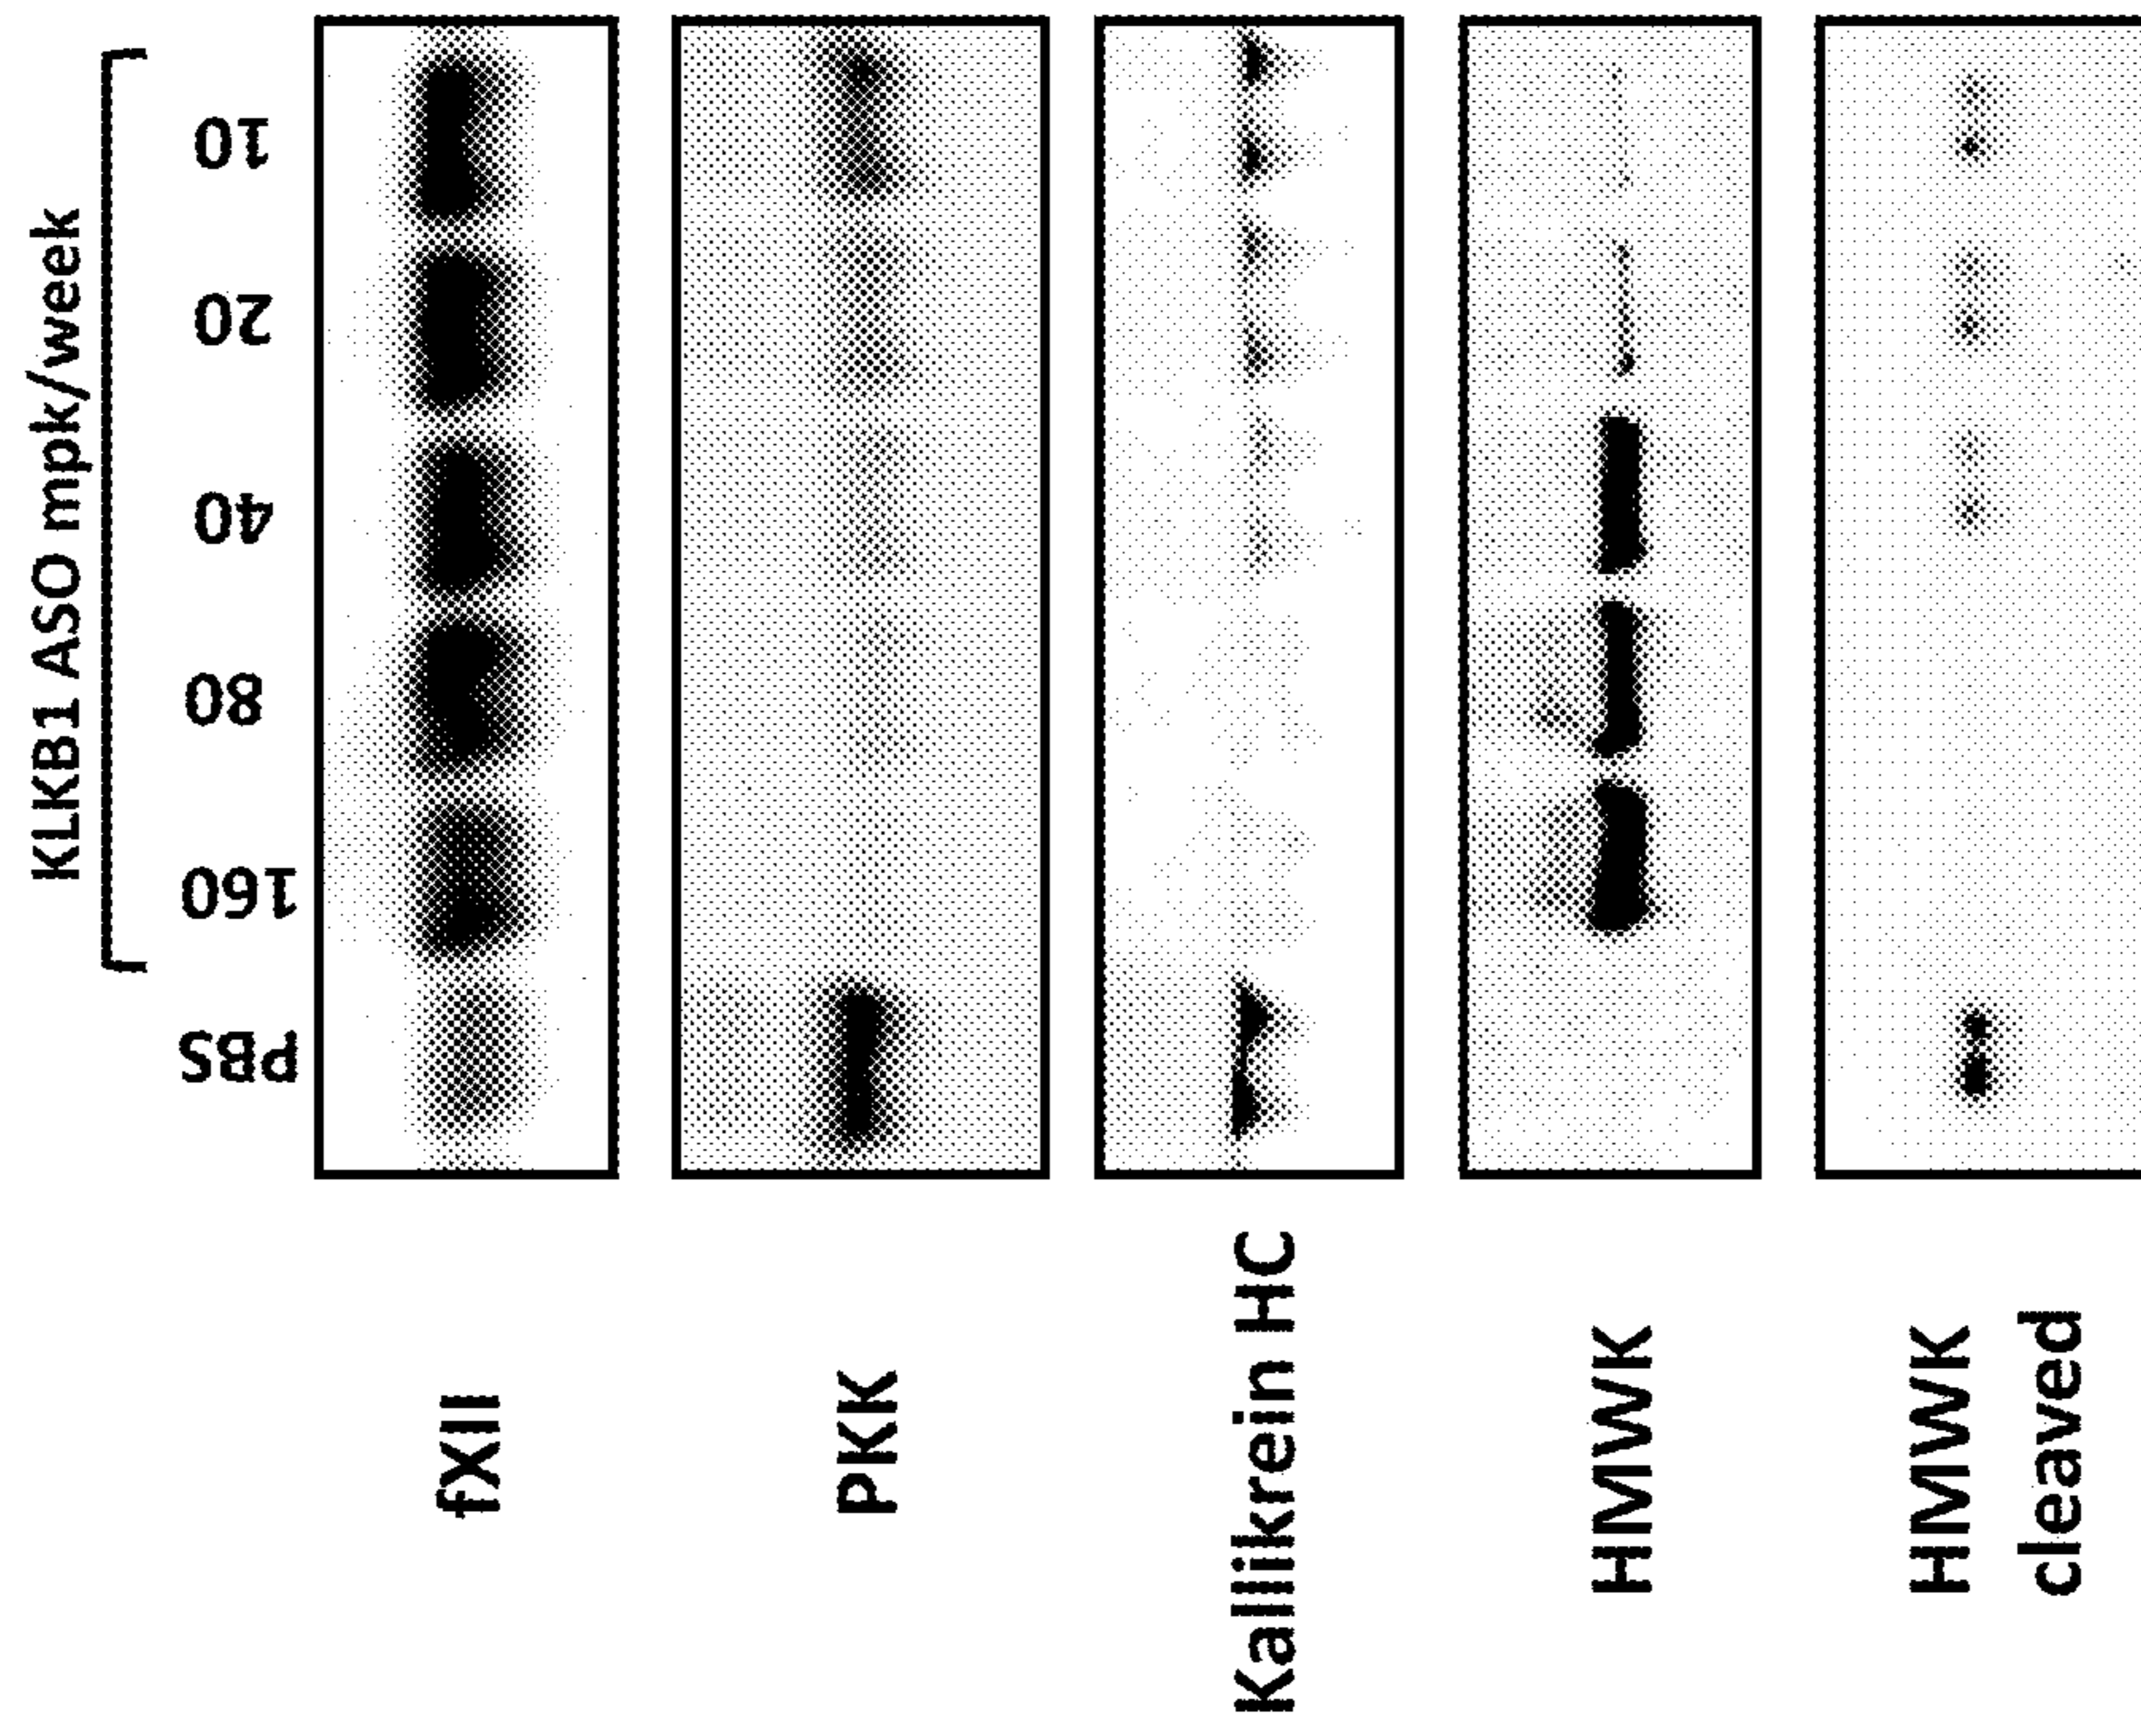 KLKB1 ASO mpk/week
PBS 160 80 40 20 10
fXII
PKK
Kallikrein HC
HMWK
HMWK
cleaved